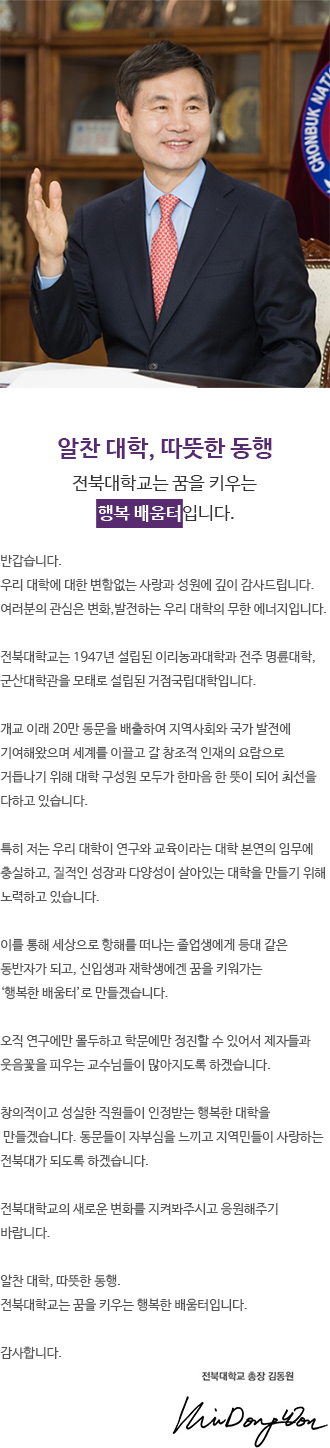 CHONBUK NATI
알찬 대학, 따뜻한 동행
전북대학교는 꿈을 키우는
행복 배움터입니다.
반갑습니다.
우리 대학에 대한 변함없는 사랑과 성원에 깊이 감사드립니다.
여러분의 관심은 변화,발전하는 우리 대학의 무한 에너지입니다.
전북대학교는 1947년 설립된 이리농과대학과 전주 명륜대학,
군산대학관을 모태로 설립된 거점국립대학입니다.
개교 이래 20만 동문을 배출하여 지역사회와 국가 발전에
기여해왔으며 세계를 이끌고 갈 창조적 인재의 요람으로
거듭나기 위해 대학 구성원 모두가 한마음 한 뜻이 되어 최선을
다하고 있습니다.
특히 저는 우리 대학이 연구와 교육이라는 대학 본연의 임무에
충실하고, 질적인 성장과 다양성이 살아있는 대학을 만들기 위해
노력하고 있습니다.
이를 통해 세상으로 항해를 떠나는 졸업생에게 등대 같은
동반자가 되고, 신입생과 재학생에겐 꿈을 키워가는
‘행복한 배움터’로 만들겠습니다.
오직 연구에만 몰두하고 학문에만 정진할 수 있어서 제자들과
웃음꽃을 피우는 교수님들이 많아지도록 하겠습니다.
창의적이고 성실한 직원들이 인정받는 행복한 대학을
만들겠습니다. 동문들이 자부심을 느끼고 지역민들이 사랑하는
전북대가 되도록 하겠습니다.
전북대학교의 새로운 변화를 지켜봐주시고 응원해주기
바랍니다.
알찬 대학, 따뜻한 동행.
전북대학교는 꿈을 키우는 행복한 배움터입니다.
감사합니다.
전북대학교 총장 김동원